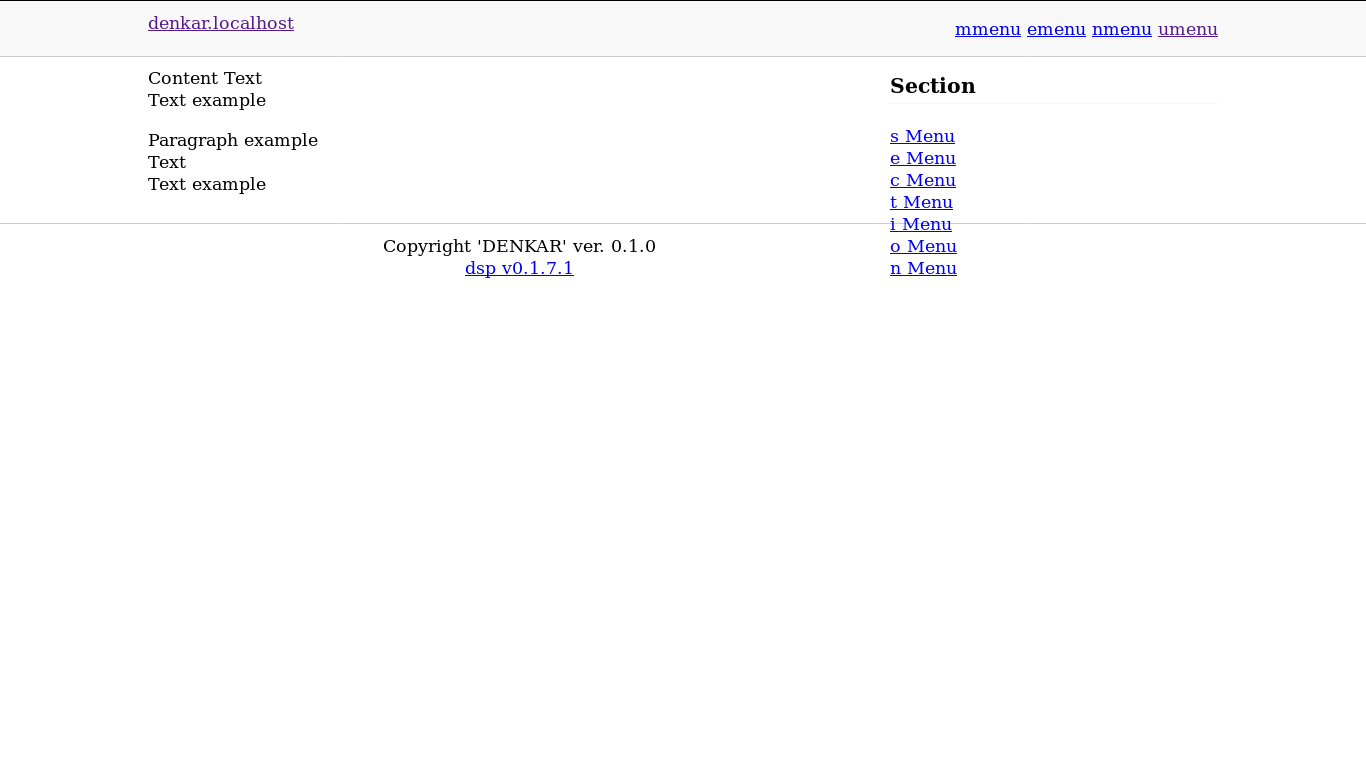 denkar.localhost
mmenu emenu nmenu umenu
Content Text
Text example
Paragraph example
Text
Text example
Section
s Menu
e Menu
c Menu
t Menu
i Menu
o Menu
n Menu
Copyright 'DENKAR' ver. 0.1.0
dsp v0.1.7.1